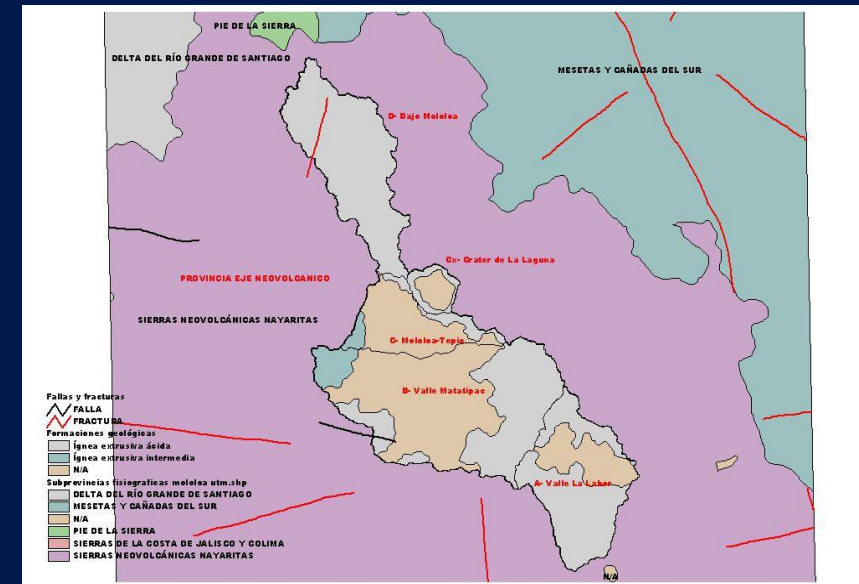 PIE DE LA SIERRA
DELTA DEL RÍO GRANDE DE SANTIAGO
MESETAS Y CAÑADAS DEL SUR
D- Bajo Mololoa
Cx- Crater de La Laguna
PROVINCIA EJE NEOVOLCANICO
SIERRAS NEOVOLCÁNICAS NAYARITAS
C- Mololoa-Tepic
B- Valle Matatipac
A- Valle La Labor
N/A
Fallas y fracturas
FALLA
FRACTURA
Formaciones geológicas
Ígnea extrusiva ácida
Ígnea extrusiva intermedia
N/A
Subprovincias fisiograficas mololoa utm.shp
DELTA DEL RÍO GRANDE DE SANTIAGO
MESETAS Y CAÑADAS DEL SUR
N/A
PIE DE LA SIERRA
SIERRAS DE LA COSTA DE JALISCO Y COLIMA
SIERRAS NEOVOLCÁNICAS NAYARITAS